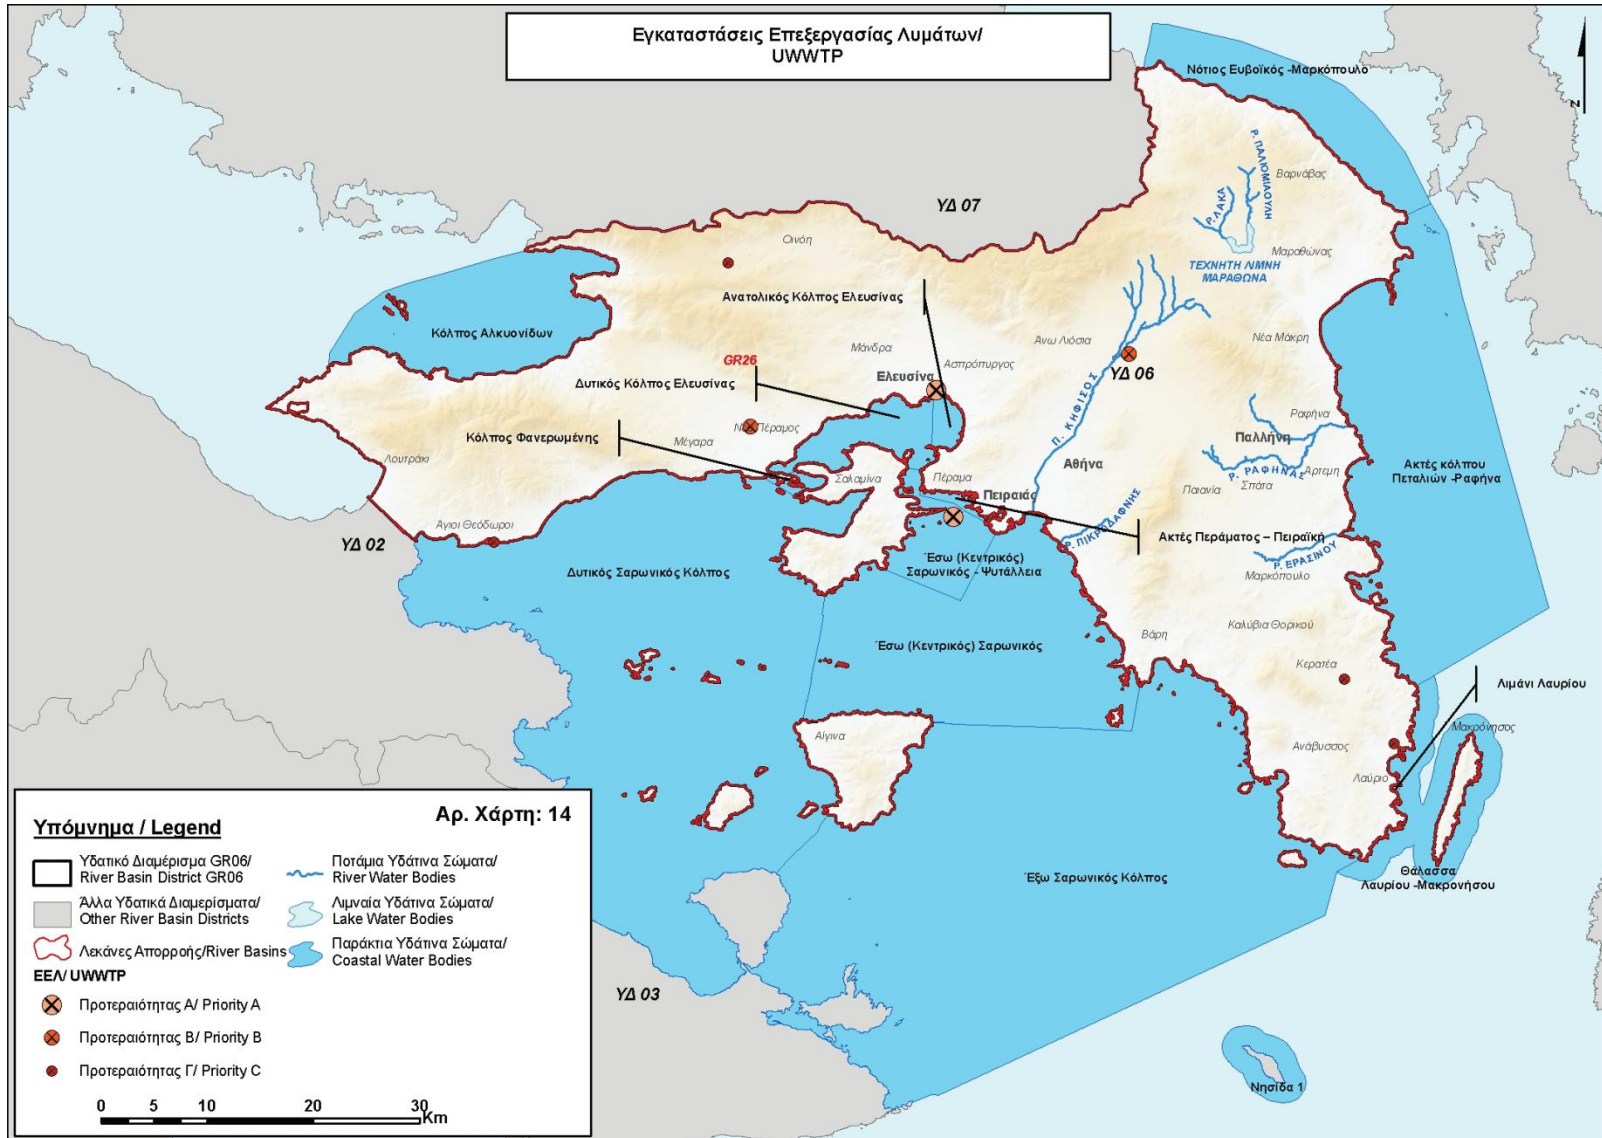 Εγκαταστάσεις Επεξεργασίας Λυμάτων/
UWWTP
Νότιος Ευβοϊκός -Μαρκόπουλο
Z
Βαρνάβας
Ρ. ΠΑΛΙΟΜΙΑΟΥΛΗ
Ρ. ΛΑΚΑ
ΥΔ 07
Οινόη
Μαραθώνας
ΤΕΧΝΗΤΗ ΛΙΜΝΗ
ΜΑΡΑΘΩΝΑ
Ανατολικός Κόλπος Ελευσίνας
Κόλπος Αλκυονίδων
Νέα Μάκρη
Άνω Λιόσια
Μάνδρα
GR26
Ασπρόπυργος
Ελευσίνα
ΥΔ 06
Δυτικός Κόλπος Ελευσίνας
Π. ΚΗΦΙΣΟΣ
Ραφήνα
Νέα Πέραμος
Παλλήνη
Κόλπος Φανερωμένης
Μέγαρα
Λουτράκι
Αθήνα
Ρ. ΡΑΦΗΝΑΣ
Άρτεμη
Ακτές κόλπου
Πεταλιών -Ραφήνα
Σαλαμίνα
Πέραμα
Σπάτα
Παιανία
Πειραιάς
Άγιοι Θεόδωροι
Ρ. ΠΙΚΡΟΔΑΦΝΗΣ
Ακτές Περάματος – Πειραϊκή
ΥΔ 02
Έσω (Κεντρικός)
Σαρωνικός - Ψυτάλλεια
Ρ. ΕΡΑΣΙΝΟΥ
Δυτικός Σαρωνικός Κόλπος
Μαρκόπουλο
Καλύβια Θορικού
Βάρη
Έσω (Κεντρικός) Σαρωνικός
Κερατέα
Λιμάνι Λαυρίου
Μακρόνησος
Αίγινα
Ανάβυσσος
Λαύριο
Θάλασσα
Λαυρίου -Μακρονήσου
Έξω Σαρωνικός Κόλπος
ΥΔ 03
Νησίδα 1
Αρ. Χάρτη: 14
Υπόμνημα / Legend
Υδατικό Διαμέρισμα GR06/
River Basin District GR06
Άλλα Υδατικά Διαμερίσματα/
Other River Basin Districts
Λεκάνες Απορροής/River Basins
Ποτάμια Υδάτινα Σώματα/
River Water Bodies
Λιμναία Υδάτινα Σώματα/
Lake Water Bodies
Παράκτια Υδάτινα Σώματα/
Coastal Water Bodies
ΕΕΛ/ UWWTP
Προτεραιότητας Α/ Priority A
Προτεραιότητας Β/ Priority B
Προτεραιότητας Γ/ Priority C
0 5 10 20 30
Km